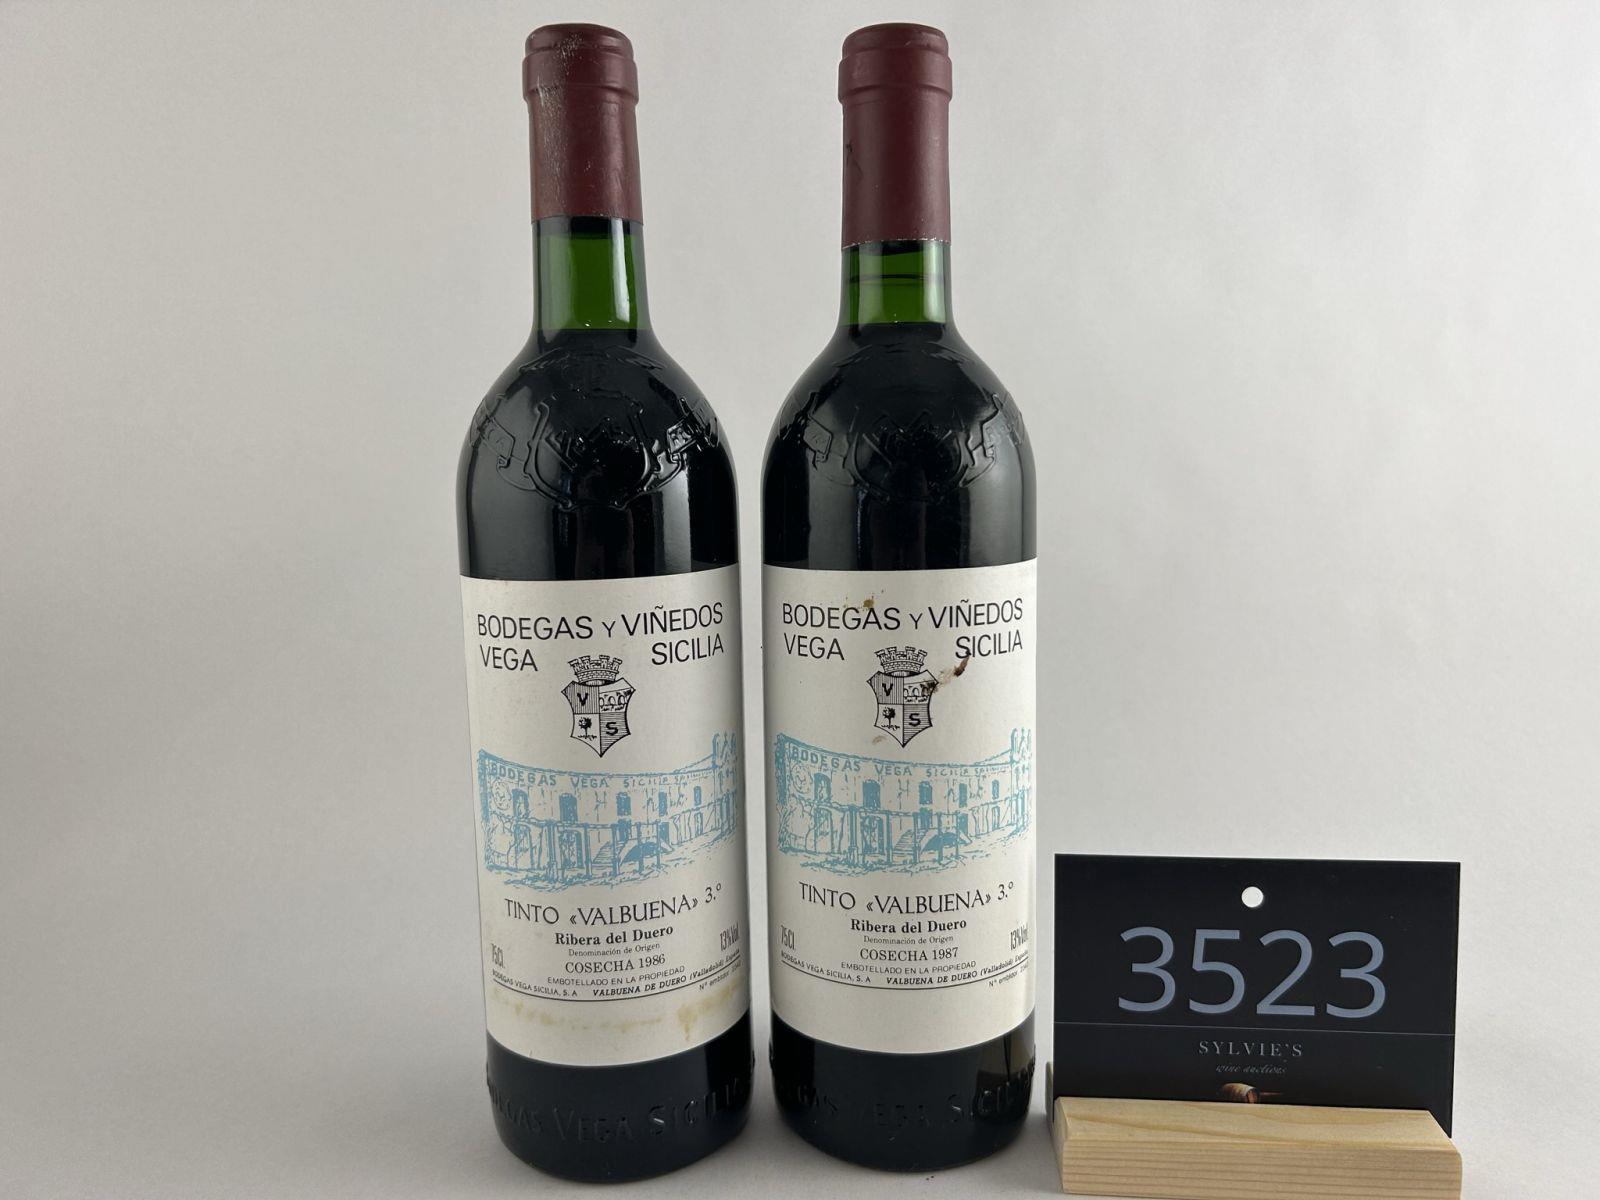 BODEGAS Y VIÑEDOS
VEGA SICILIA
V
S
BODEGAS VEGA SICILIA
TINTO «VALBUENA» 3.º
Ribera del Duero
Denominación de Origen
75Cl.
13%Vol.
COSECHA 1986
EMBOTELLADO EN LA PROPIEDAD
BODEGAS VEGA SICILIA, S. A VALBUENA DE DUERO (Valladolid) España
BODEGAS VEGA SICILIA
BODEGAS Y VIÑEDOS
VEGA SICILIA
V
S
BODEGAS VEGA SICILIA
TINTO «VALBUENA» 3.º
Ribera del Duero
Denominación de Origen
75Cl.
13%Vol.
COSECHA 1987
EMBOTELLADO EN LA PROPIEDAD
BODEGAS VEGA SICILIA, S. A VALBUENA DE DUERO (Valladolid) España
VEGA
3523
SYLVIE'S
wine auctions